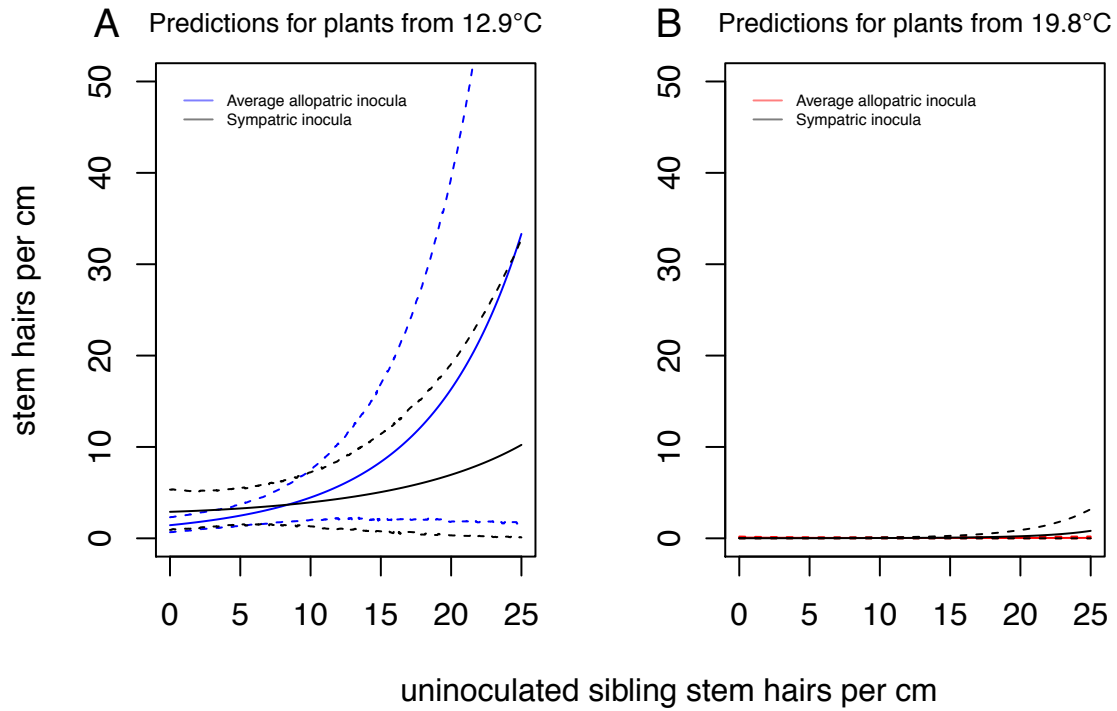 A Predictions for plants from 12.9°C
Average allopatric inocula
Sympatric inocula
stem hairs per cm
50
40
30
20
10
0
0 5 10 15 20 25
B Predictions for plants from 19.8°C
Average allopatric inocula
Sympatric inocula
50
40
30
20
10
0
0 5 10 15 20 25
uninoculated sibling stem hairs per cm